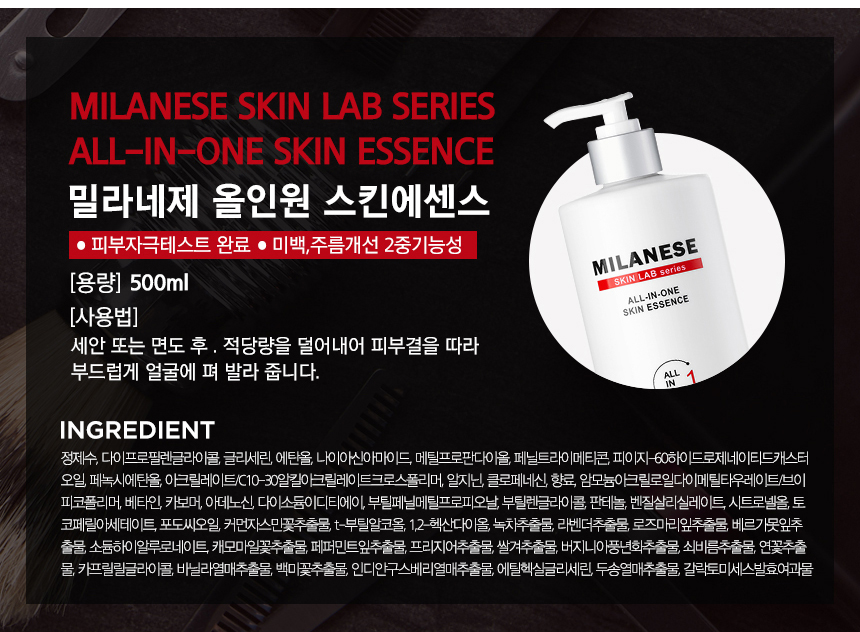 MILANESE SKIN LAB SERIES
ALL-IN-ONE SKIN ESSENCE
밀라네제 올인원 스킨에센스
● 피부자극테스트 완료 ● 미백,주름개선 2중기능성
[용량] 500ml
[사용법]
세안 또는 면도 후 . 적당량을 덜어내어 피부결을 따라
부드럽게 얼굴에 펴 발라 줍니다.
MILANESE
SKIN LAB series
ALL-IN-ONE
SKIN ESSENCE
ALL
IN 1
INGREDIENT
정제수, 다이프로필렌글라이콜, 글리세린, 에탄올, 나이아신아마이드, 메틸프로판다이올, 페닐트라이메티콘, 피이지-60하이드로제네이티드캐스터
오일, 페녹시에탄올, 아크릴레이트/C10-30알킬아크릴레이트크로스폴리머, 알지닌, 클로페네신, 향료, 암모늄아크릴로일다이메틸타우레이트/브이
피코폴리머, 베타인, 카보머, 아데노신, 다이소듐이디티에이, 부틸페닐메틸프로피오날, 부틸렌글라이콜, 판테놀, 벤질살리실레이트, 시트로넬올, 토
코페릴아세테이트, 포도씨오일, 커먼자스민꽃추출물, t-부틸알코올, 1,2-헥산다이올, 녹차추출물, 라벤더추출물, 로즈마리잎추출물, 베르가못잎추
출물, 소듐하이알루로네이트, 캐모마일꽃추출물, 페퍼민트잎추출물, 프리지어추출물, 쌀겨추출물, 버지니아풍년화추출물, 쇠비름추출물, 연꽃추출
물, 카프릴릴글라이콜, 바닐라열매추출물, 백미꽃추출물, 인디안구스베리열매추출물, 에틸헥실글리세린, 두송열매추출물, 갈락토미세스발효여과물